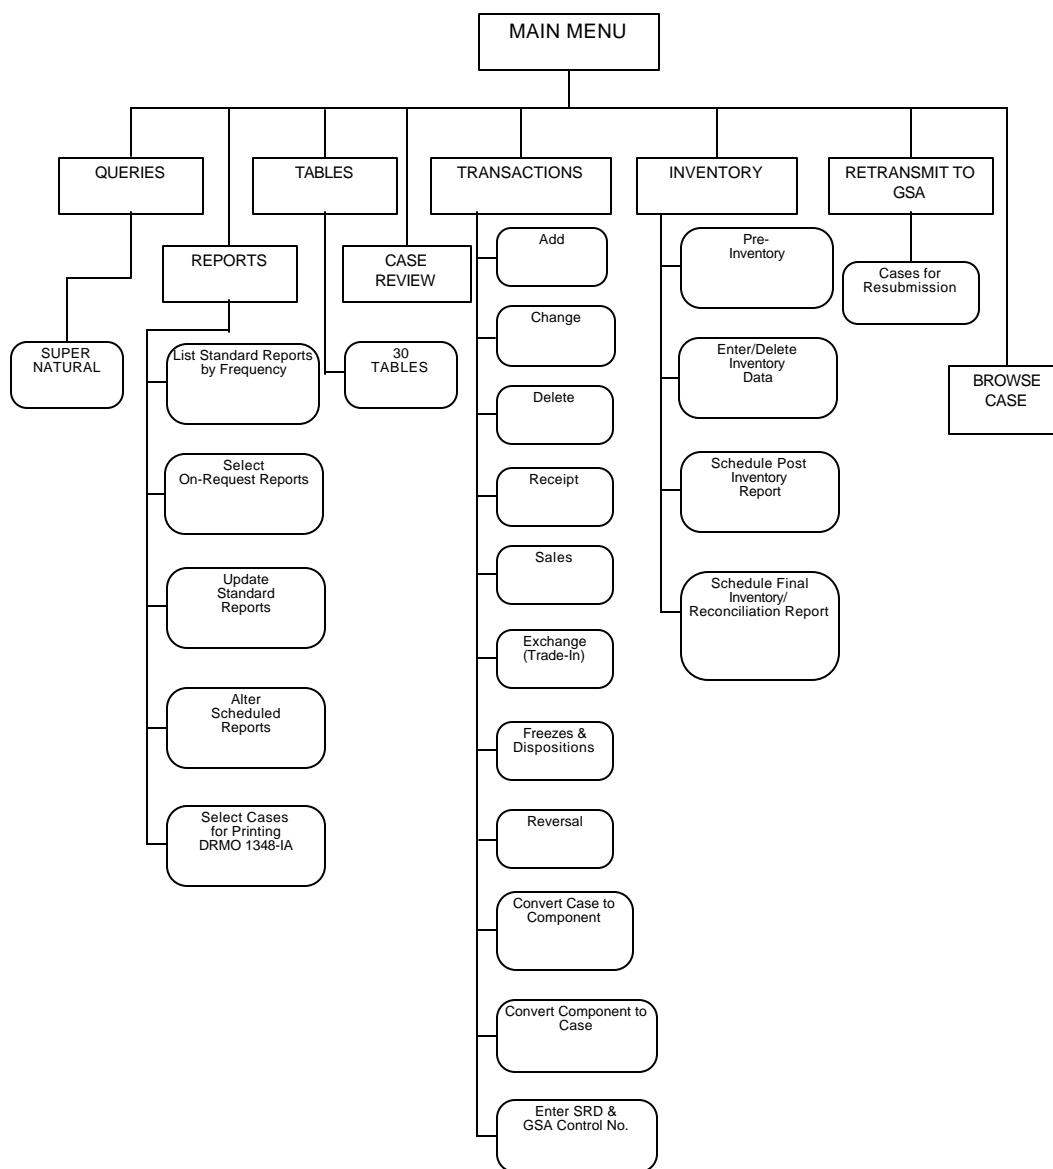 MAIN MENU
QUERIES
TABLES
TRANSACTIONS
INVENTORY
RETRANSMIT TO
GSA
REPORTS
CASE
REVIEW
BROWSE
CASE
SUPER
NATURAL
List Standard Reports
by Frequency
Select
On-Request Reports
Update
Standard
Reports
Alter
Scheduled
Reports
Select Cases
for Printing
DRMO 1348-IA
30
TABLES
Add
Change
Delete
Receipt
Sales
Exchange
(Trade-In)
Freezes &
Dispositions
Reversal
Convert Case to
Component
Convert Component to
Case
Enter SRD &
GSA Control No.
Pre-
Inventory
Enter/Delete
Inventory
Data
Schedule Post
Inventory
Report
Schedule Final
Inventory/
Reconciliation Report
Cases for
Resubmission